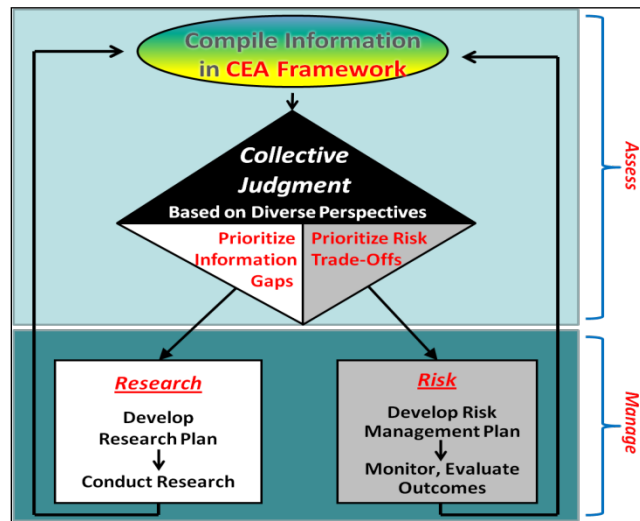 Compile Information
in CEA Framework
Collective
Judgment
Based on Diverse Perspectives
Prioritize
Information
Gaps
Prioritize Risk
Trade-Offs
Assess
Research
Develop
Research Plan
Conduct Research
Risk
Develop Risk
Management Plan
Monitor, Evaluate
Outcomes
Manage